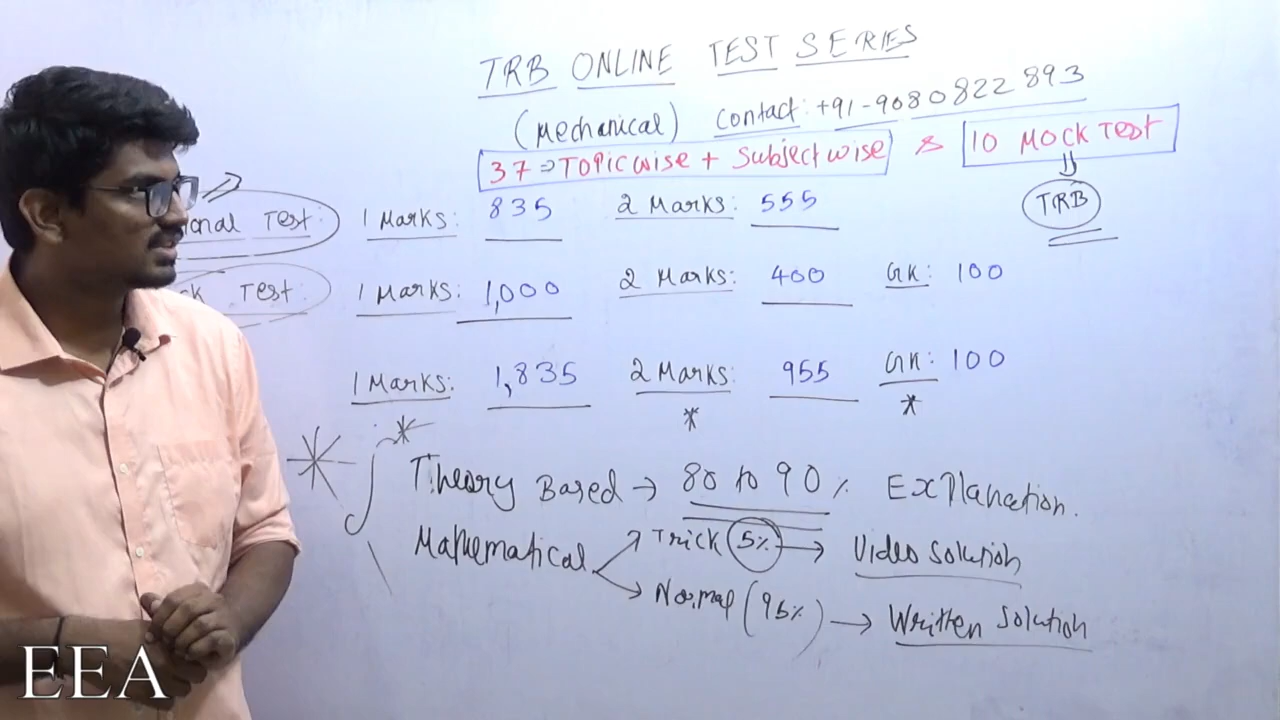 TRB ONLINE TEST SERIES
(Mechanical) Contact: +91-9080822893
37 ⇒ TOPICWISE + SUBJECTWISE & 10 MOCK TEST
⇓
TRB
onal Test: 1 Marks: 835 2 Marks: 555
ck Test: 1 Marks: 1,000 2 Marks: 400 GK: 100
1 Marks: 1,835 2 Marks: 955 GK: 100
* * *
Theory Based → 80 to 90% Explanation.
Mathematical → Trick 5% → Video Solution
→ Normal (95%) → Written Solution
EEA